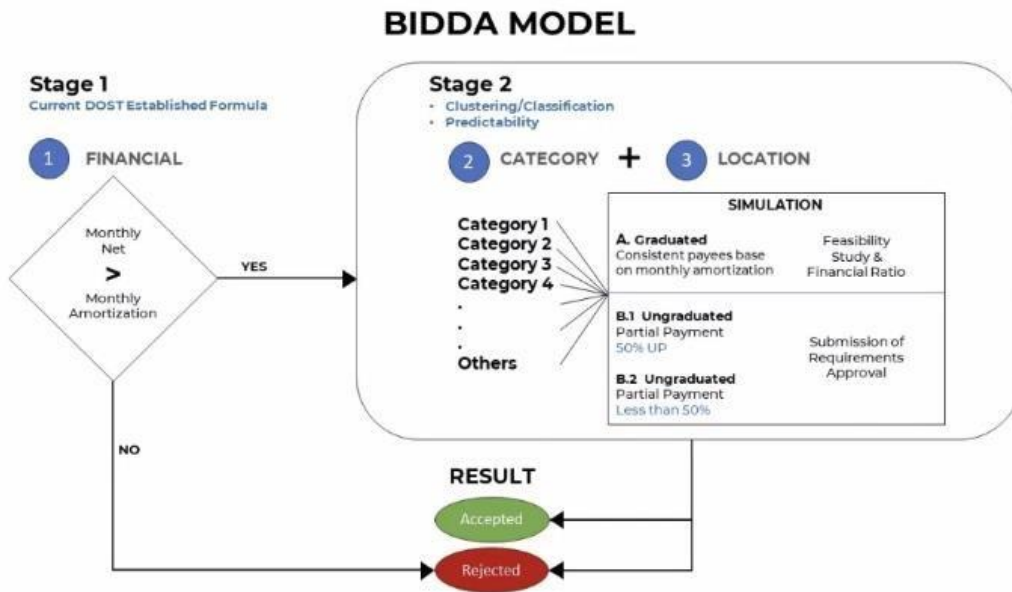 BIDDA MODEL
Stage 1
Current DOST Established Formula
1 FINANCIAL
Monthly
Net
>
Monthly
Amortization
YES
NO
Stage 2
• Clustering/Classification
• Predictability
2 CATEGORY + 3 LOCATION
Category 1
Category 2
Category 3
Category 4
.
.
.
Others
SIMULATION
A. Graduated
Consistent payees base
on monthly amortization
Feasibility
Study &
Financial Ratio
B.1 Ungraduated
Partial Payment
50% UP
B.2 Ungraduated
Partial Payment
Less than 50%
Submission of
Requirements
Approval
RESULT
Accepted
Rejected